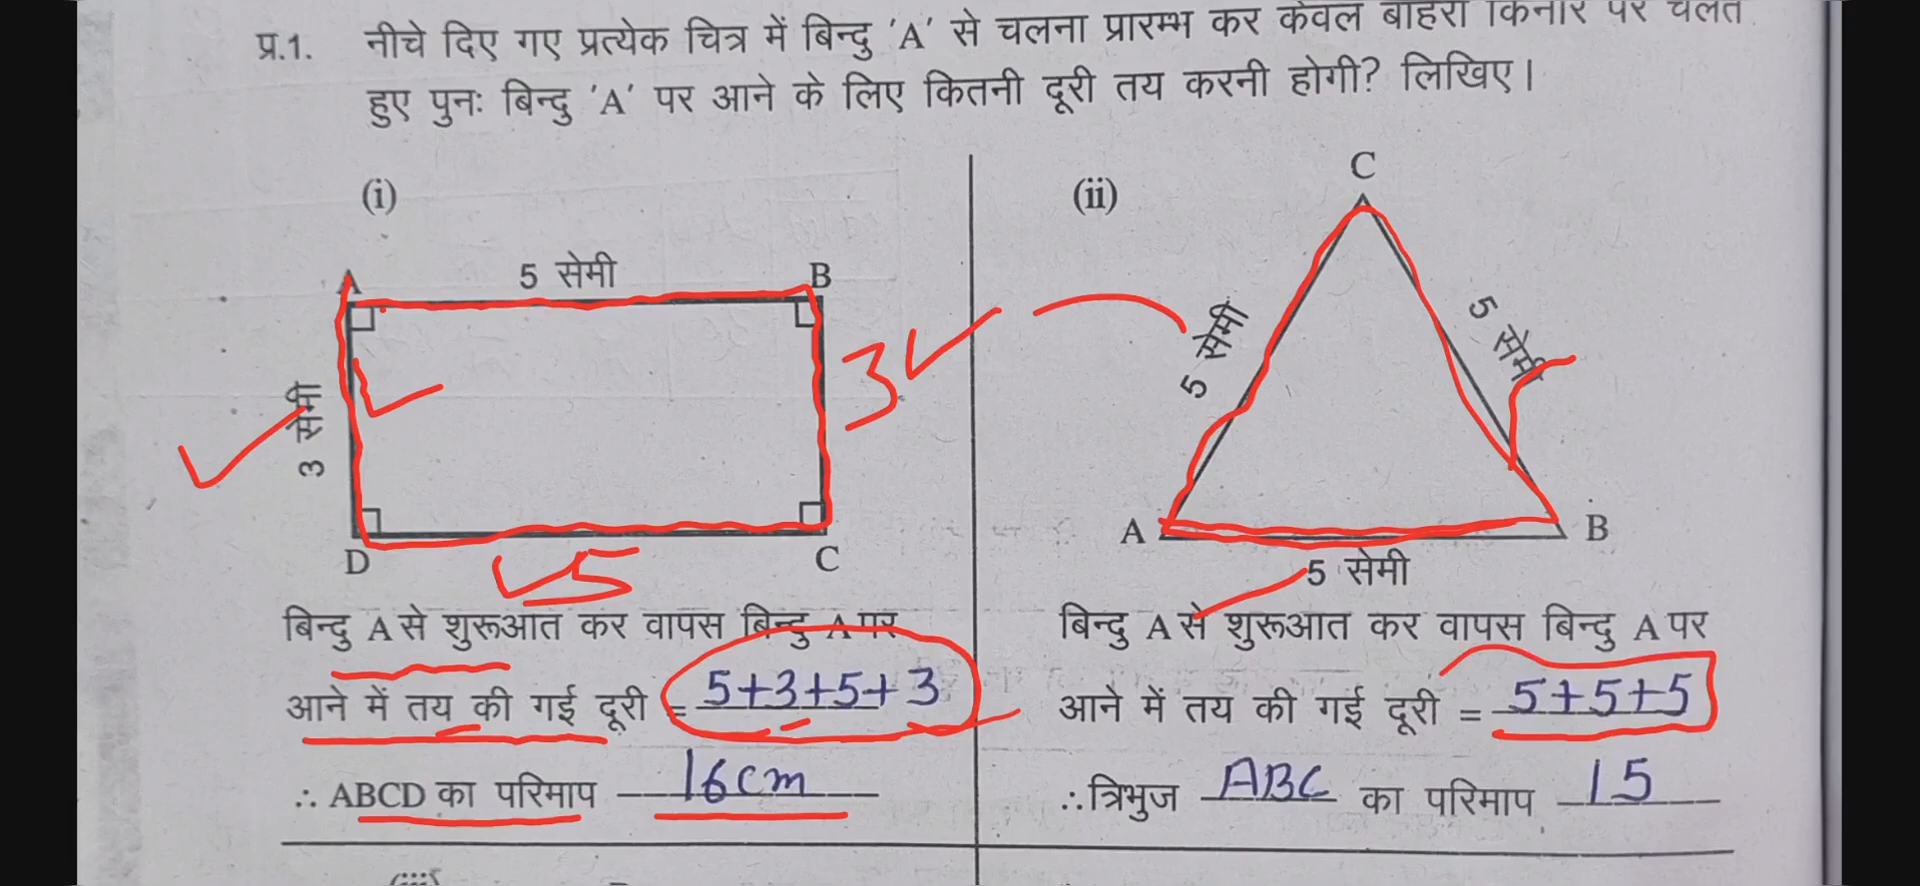 प्र.1. नीचे दिए गए प्रत्येक चित्र में बिन्दु 'A' से चलना प्रारम्भ कर केवल बाहरी किनारे पर चलते
हुए पुनः बिन्दु 'A' पर आने के लिए कितनी दूरी तय करनी होगी? लिखिए।
(i)
A 5 सेमी B
3 सेमी
3
D C
5
बिन्दु A से शुरूआत कर वापस बिन्दु A पर
आने में तय की गई दूरी = 5+3+5+3
∴ ABCD का परिमाप 16cm
(ii)
C
5 सेमी
5 सेमी
A B
5 सेमी
बिन्दु A से शुरूआत कर वापस बिन्दु A पर
आने में तय की गई दूरी = 5+5+5
∴ त्रिभुज ABC का परिमाप 15